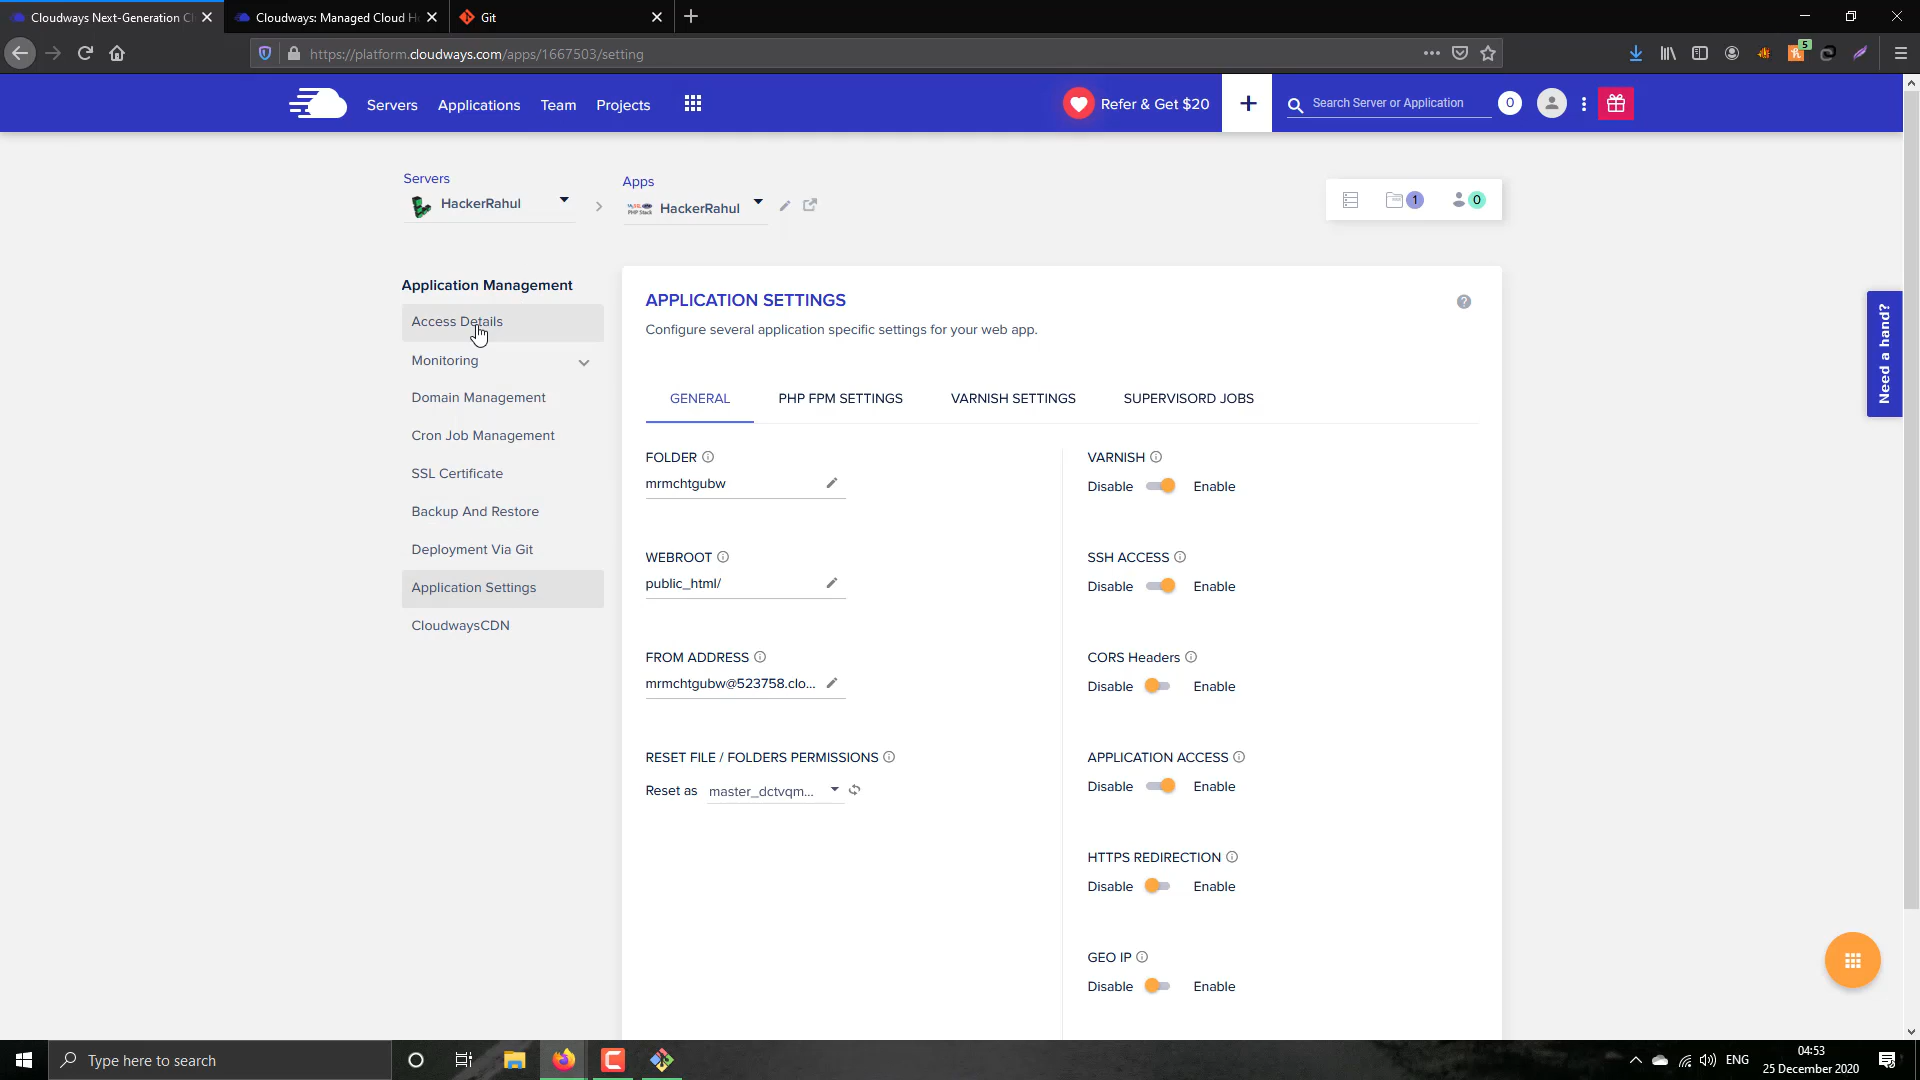 Cloudways Next-Generation Cl
Cloudways: Managed Cloud H
Git
https://platform.cloudways.com/apps/1667503/setting
5
Servers
Applications
Team
Projects
Refer & Get $20
+
Search Server or Application
0
Servers
HackerRahul
Apps
HackerRahul
1
0
Application Management
Access Details
Monitoring
Domain Management
Cron Job Management
SSL Certificate
Backup And Restore
Deployment Via Git
Application Settings
CloudwaysCDN
APPLICATION SETTINGS
Configure several application specific settings for your web app.
GENERAL
PHP FPM SETTINGS
VARNISH SETTINGS
SUPERVISORD JOBS
FOLDER
mrmchtgubw
WEBROOT
public_html/
FROM ADDRESS
mrmchtgubw@523758.clo...
RESET FILE / FOLDERS PERMISSIONS
Reset as master_dctvqm...
VARNISH
Disable Enable
SSH ACCESS
Disable Enable
CORS Headers
Disable Enable
APPLICATION ACCESS
Disable Enable
HTTPS REDIRECTION
Disable Enable
GEO IP
Disable Enable
Need a hand?
Type here to search
ENG
04:53
25 December 2020